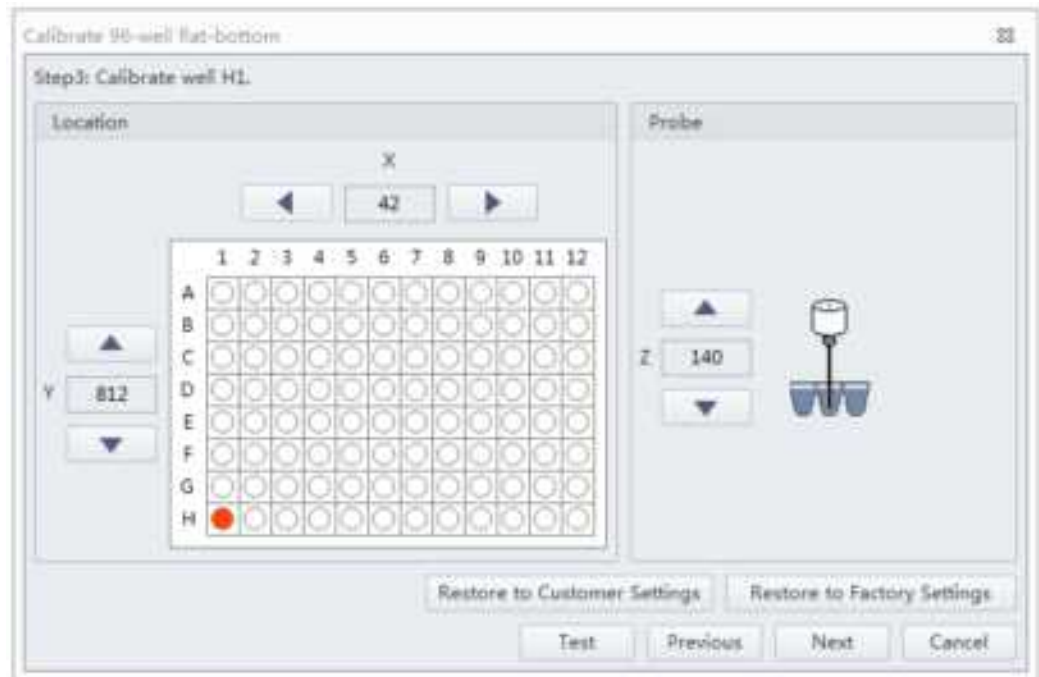 Calibrate 96-well flat-bottom
Step3: Calibrate well H1.
Location
Probe
X
42
1 2 3 4 5 6 7 8 9 10 11 12
A
B
C
D
E
F
G
H
Y 812
Z 140
Restore to Customer Settings Restore to Factory Settings
Test Previous Next Cancel